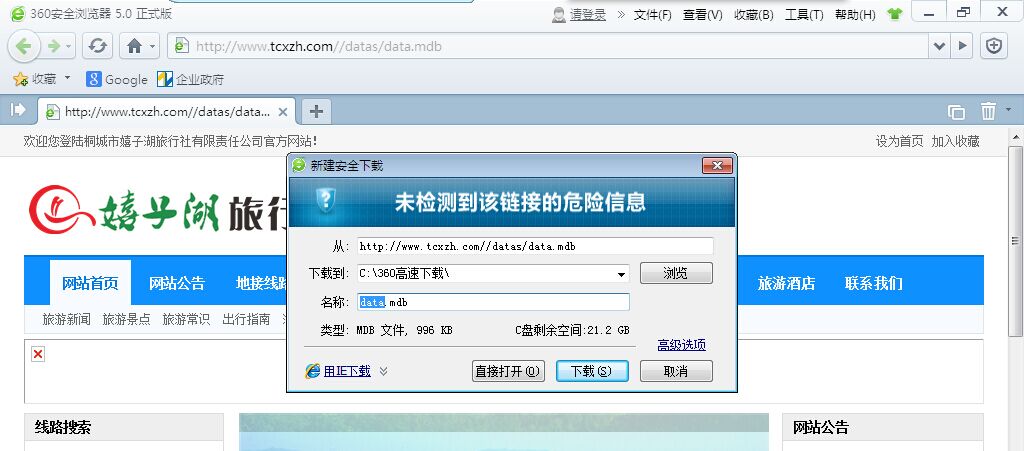 360安全浏览器 5.0 正式版
请登录 文件(F) 查看(V) 收藏(B) 工具(T) 帮助(H)
http://www.tcxzh.com//datas/data.mdb
收藏 Google 企业政府
http://www.tcxzh.com//datas/data...
欢迎您登陆桐城市嬉子湖旅行社有限责任公司官方网站!
设为首页 加入收藏
嬉子湖 旅行
网站首页 网站公告 地接线路 旅游酒店 联系我们
旅游新闻 旅游景点 旅游常识 出行指南
新建安全下载
未检测到该链接的危险信息
从: http://www.tcxzh.com//datas/data.mdb
下载到: C:\360高速下载\ 浏览
名称: data.mdb
类型: MDB 文件, 996 KB C盘剩余空间:21.2 GB
高级选项
用IE下载 直接打开(O) 下载(S) 取消
线路搜索
网站公告